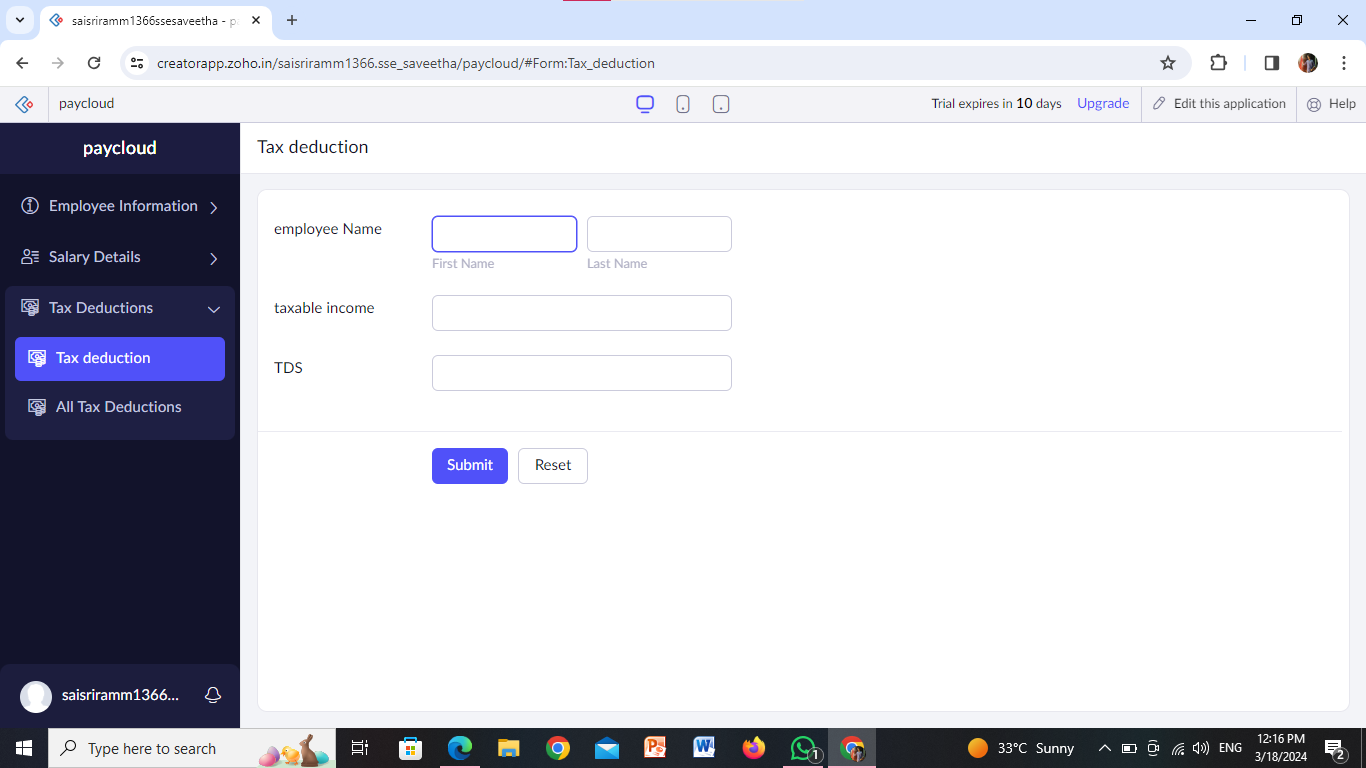 saisriramm1366ssesaveetha - p
creatorapp.zoho.in/saisriramm1366.sse_saveetha/paycloud/#Form:Tax_deduction
paycloud
Trial expires in 10 days Upgrade Edit this application Help
paycloud
Tax deduction
Employee Information
Salary Details
Tax Deductions
Tax deduction
All Tax Deductions
employee Name
First Name Last Name
taxable income
TDS
Submit Reset
saisriramm1366...
Type here to search
1
33°C Sunny
ENG
12:16 PM
3/18/2024
2